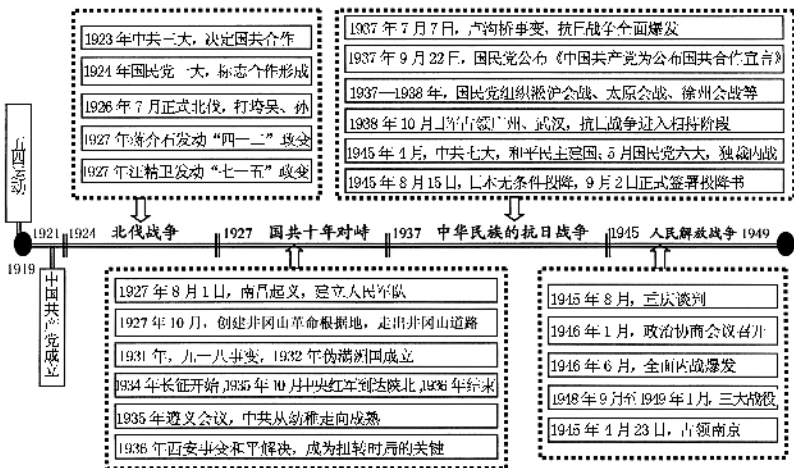 1923年中共三大，决定国共合作
1924年国民党一大，标志合作形成
1926年7月正式北伐，打垮吴、孙
1927年蒋介石发动“四一二”政变
1927年汪精卫发动“七一五”政变
1937年7月7日，卢沟桥事变，抗日战争全面爆发
1937年9月22日，国民党公布《中国共产党为公布国共合作宣言》
1937—1938年，国民党组织淞沪会战、太原会战、徐州会战等
1938年10月日军占领广州、武汉，抗日战争进入相持阶段
1945年4月，中共七大，和平民主建国；5月国民党六大，独裁内战
1945年8月15日，日本无条件投降，9月2日正式签署投降书
五四运动
1921 1924 北伐战争 1927 国共十年对峙 1937 中华民族的抗日战争 1945 人民解放战争 1949
1919
中国共产党成立
1927年8月1日，南昌起义，建立人民军队
1927年10月，创建井冈山革命根据地，走出井冈山道路
1931年，九一八事变，1932年伪满洲国成立
1934年长征开始,1935年10月中央红军到达陕北,1936年结束
1935年遵义会议，中共从幼稚走向成熟
1936年西安事变和平解决，成为扭转时局的关键
1945年8月，重庆谈判
1946年1月，政治协商会议召开
1946年6月，全面内战爆发
1948年9月至1949年1月，三大战役
1945年4月23日，占领南京